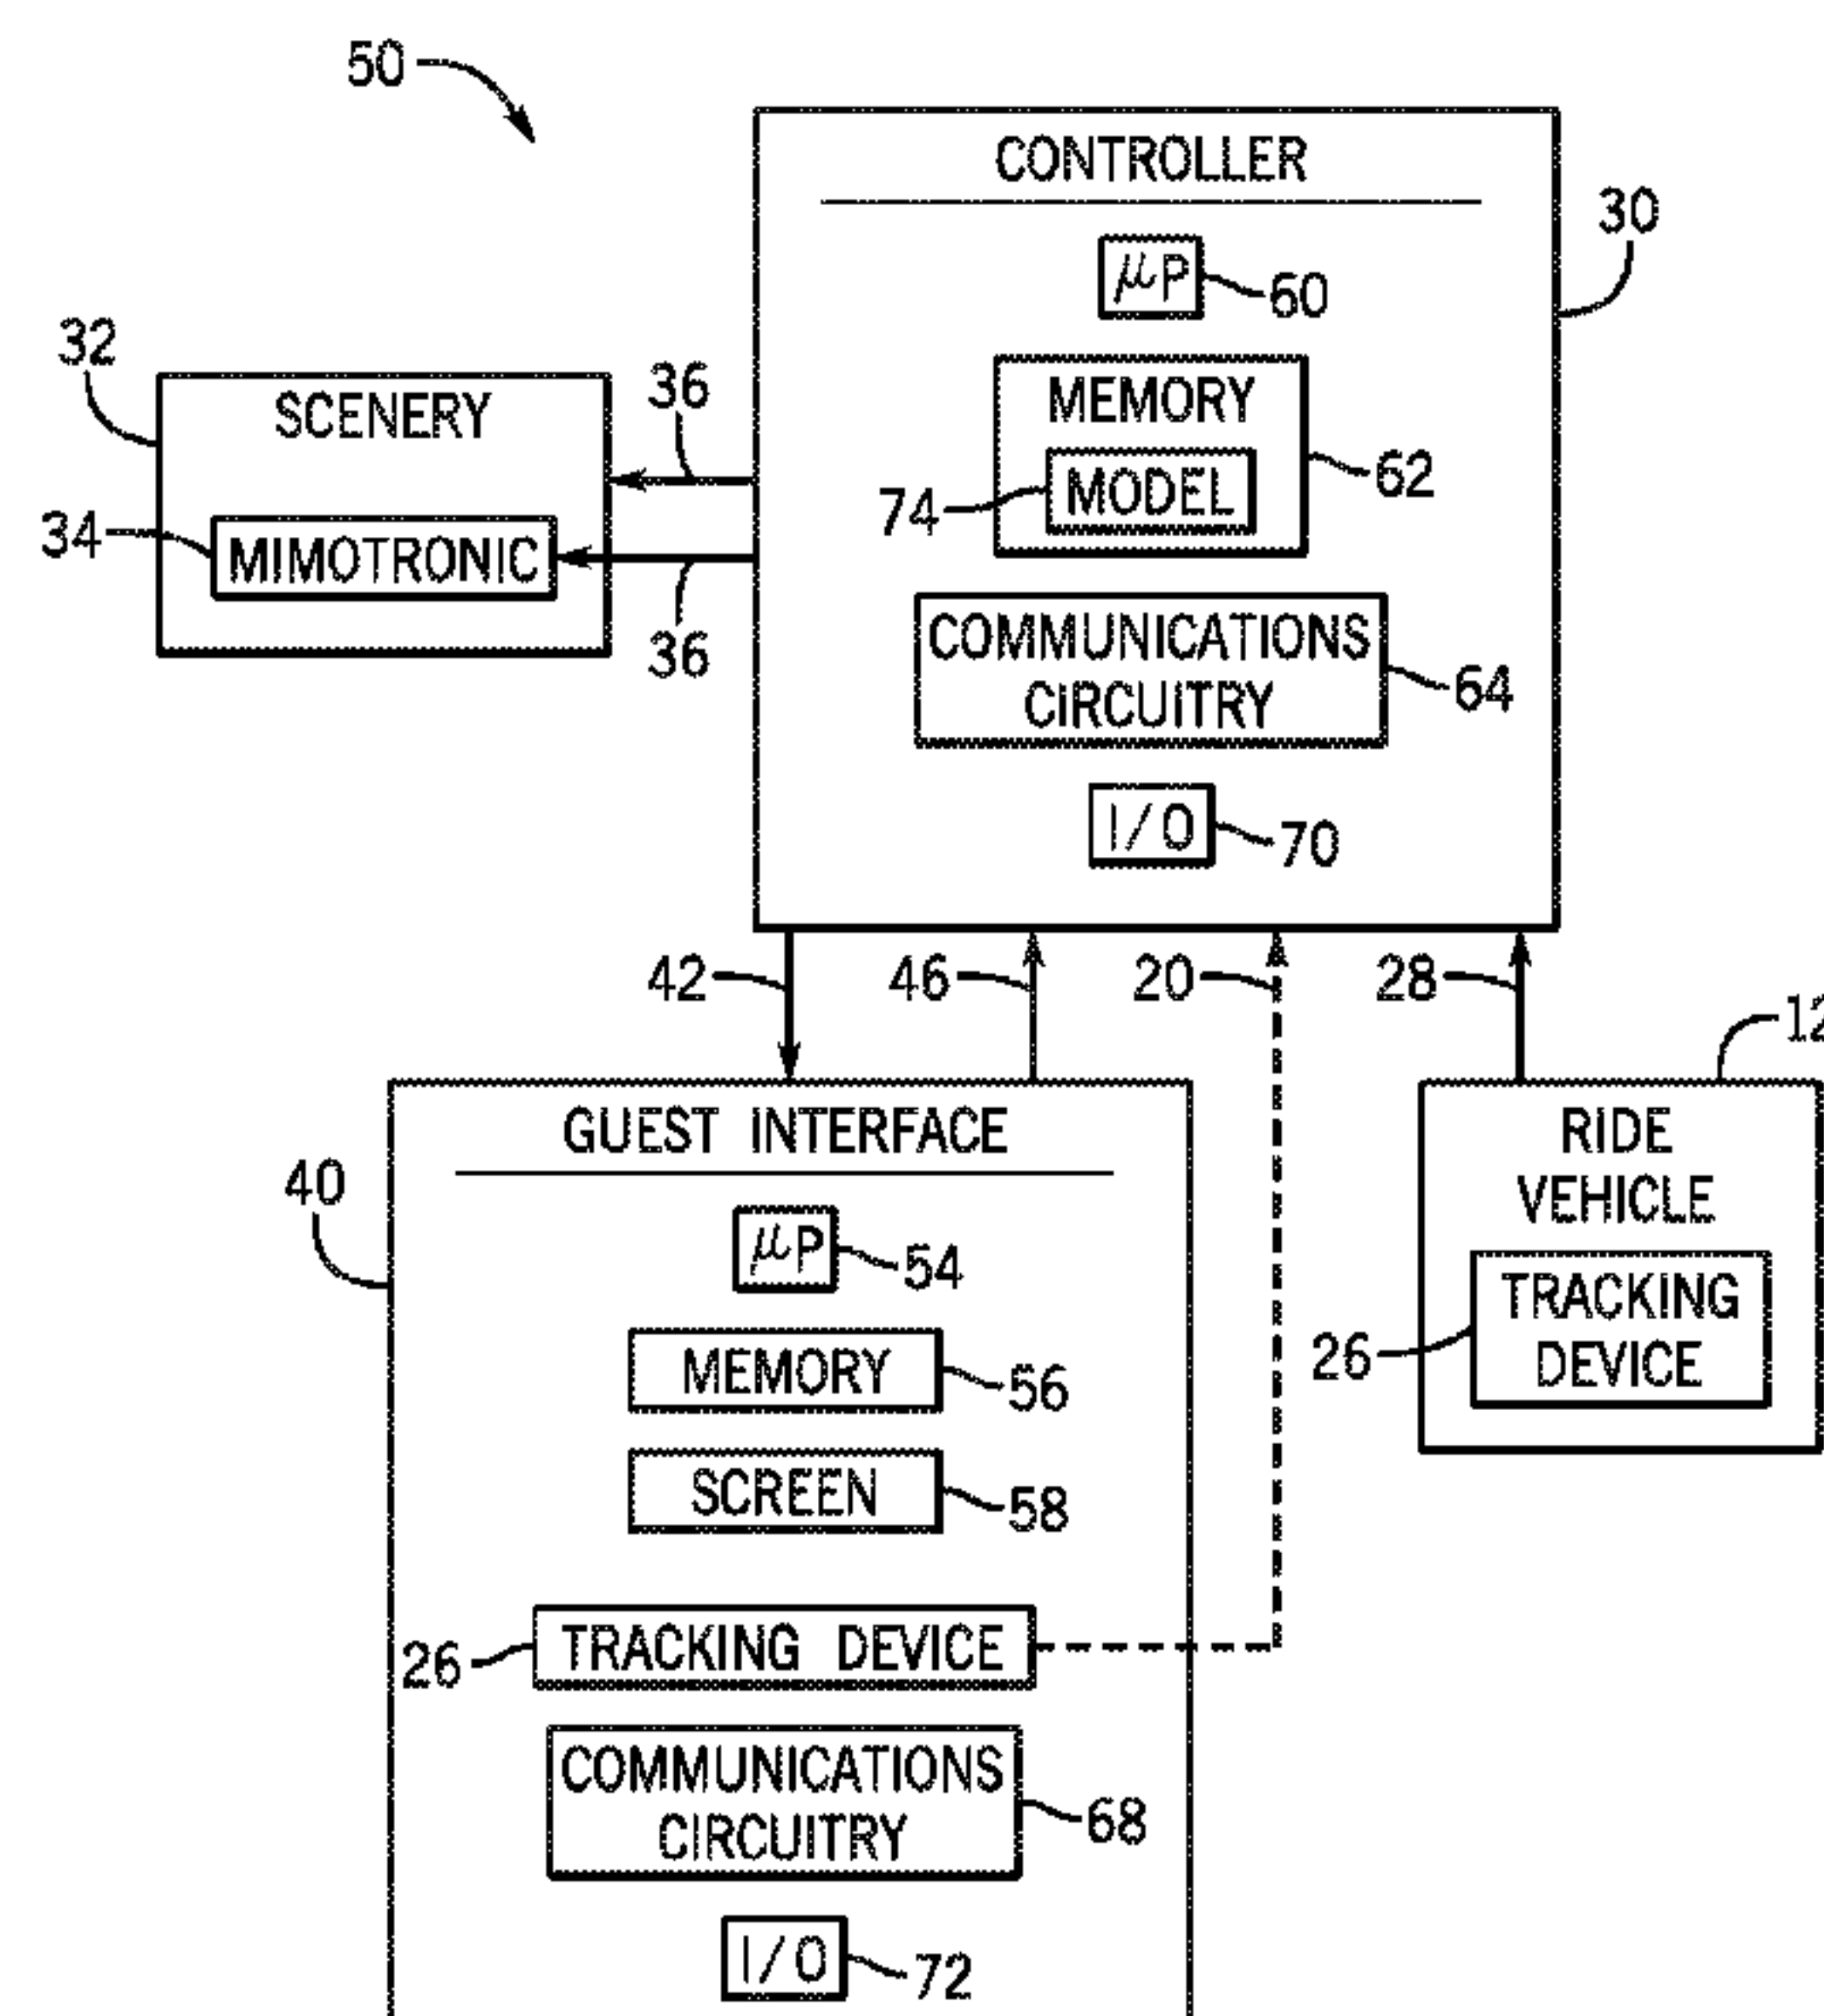 50
CONTROLLER
30
μP
60
32
SCENERY
36
MEMORY
62
74
MODEL
34
MIMOTRONIC
36
COMMUNICATIONS
CIRCUITRY
64
I/O
70
42
46
20
28
12
GUEST INTERFACE
40
μP
54
MEMORY
56
SCREEN
58
26
TRACKING DEVICE
COMMUNICATIONS
CIRCUITRY
68
I/O
72
RIDE
VEHICLE
TRACKING
DEVICE
26